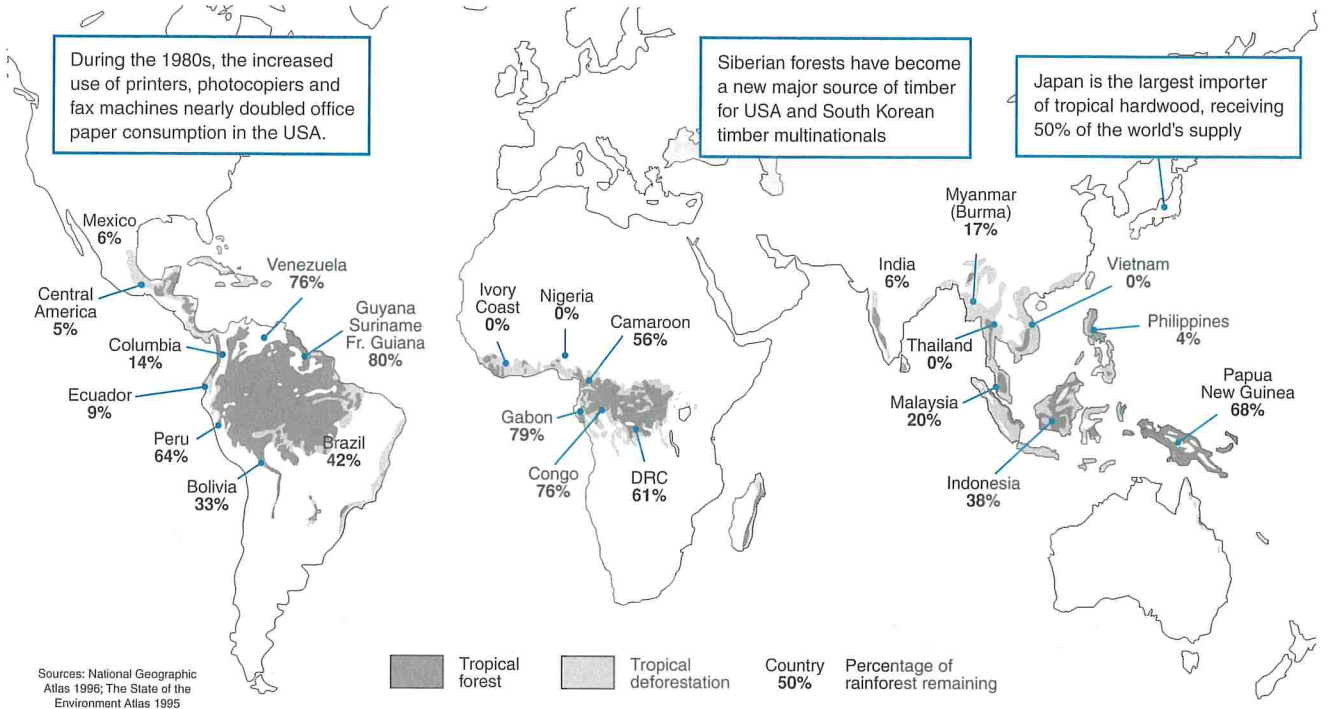 During the 1980s, the increased
use of printers, photocopiers and
fax machines nearly doubled office
paper consumption in the USA.
Siberian forests have become
a new major source of timber
for USA and South Korean
timber multinationals
Japan is the largest importer
of tropical hardwood, receiving
50% of the world's supply
Mexico
6%
Central
America
5%
Venezuela
76%
Guyana
Suriname
Fr. Guiana
80%
Columbia
14%
Ecuador
9%
Peru
64%
Brazil
42%
Bolivia
33%
Ivory
Coast
0%
Nigeria
0%
Camaroon
56%
Gabon
79%
Congo
76%
DRC
61%
Myanmar
(Burma)
17%
India
6%
Vietnam
0%
Thailand
0%
Philippines
4%
Malaysia
20%
Papua
New Guinea
68%
Indonesia
38%
Sources: National Geographic
Atlas 1996; The State of the
Environment Atlas 1995
Tropical
forest
Tropical
deforestation
Country
50%
Percentage of
rainforest remaining